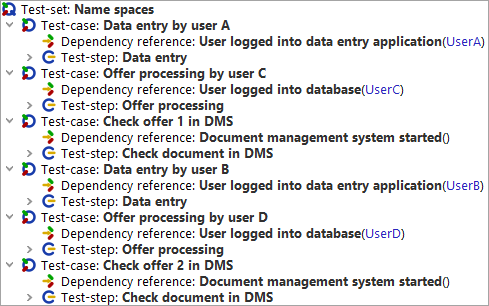 Test-set: Name spaces
Test-case: Data entry by user A
Dependency reference: User logged into data entry application(UserA)
Test-step: Data entry
Test-case: Offer processing by user C
Dependency reference: User logged into database(UserC)
Test-step: Offer processing
Test-case: Check offer 1 in DMS
Dependency reference: Document management system started()
Test-step: Check document in DMS
Test-case: Data entry by user B
Dependency reference: User logged into data entry application(UserB)
Test-step: Data entry
Test-case: Offer processing by user D
Dependency reference: User logged into database(UserD)
Test-step: Offer processing
Test-case: Check offer 2 in DMS
Dependency reference: Document management system started()
Test-step: Check document in DMS